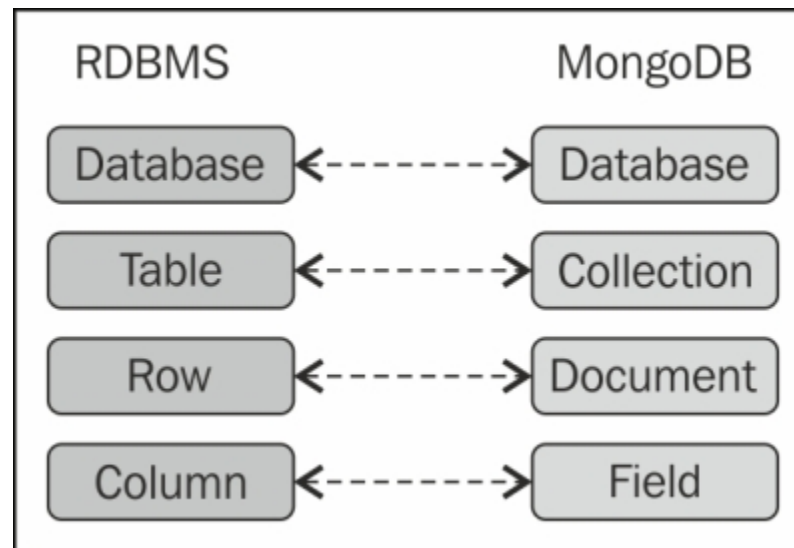 RDBMS MongoDB
Database Database
Table Collection
Row Document
Column Field